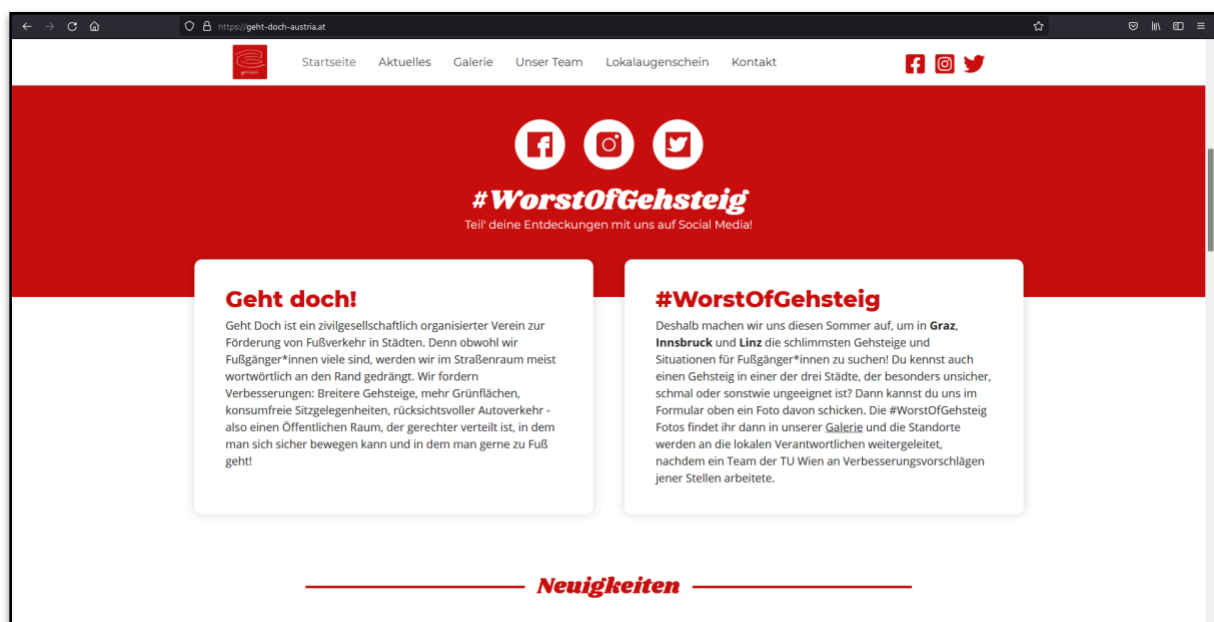 https://geht-doch-austria.at
Startseite Aktuelles Galerie Unser Team Lokalaugenschein Kontakt
#WorstOfGehsteig
Teil' deine Entdeckungen mit uns auf Social Media!
Geht doch!
Geht Doch ist ein zivilgesellschaftlich organisierter Verein zur
Förderung von Fußverkehr in Städten. Denn obwohl wir
Fußgänger*innen viele sind, werden wir im Straßenraum meist
wortwörtlich an den Rand gedrängt. Wir fordern
Verbesserungen: Breitere Gehsteige, mehr Grünflächen,
konsumfreie Sitzgelegenheiten, rücksichtsvoller Autoverkehr -
also einen Öffentlichen Raum, der gerechter verteilt ist, in dem
man sich sicher bewegen kann und in dem man gerne zu Fuß
geht!
#WorstOfGehsteig
Deshalb machen wir uns diesen Sommer auf, um in Graz,
Innsbruck und Linz die schlimmsten Gehsteige und
Situationen für Fußgänger*innen zu suchen! Du kennst auch
einen Gehsteig in einer der drei Städte, der besonders unsicher,
schmal oder sonstwie ungeeignet ist? Dann kannst du uns im
Formular oben ein Foto davon schicken. Die #WorstOfGehsteig
Fotos findet ihr dann in unserer Galerie und die Standorte
werden an die lokalen Verantwortlichen weitergeleitet,
nachdem ein Team der TU Wien an Verbesserungsvorschlägen
jener Stellen arbeitete.
Neuigkeiten